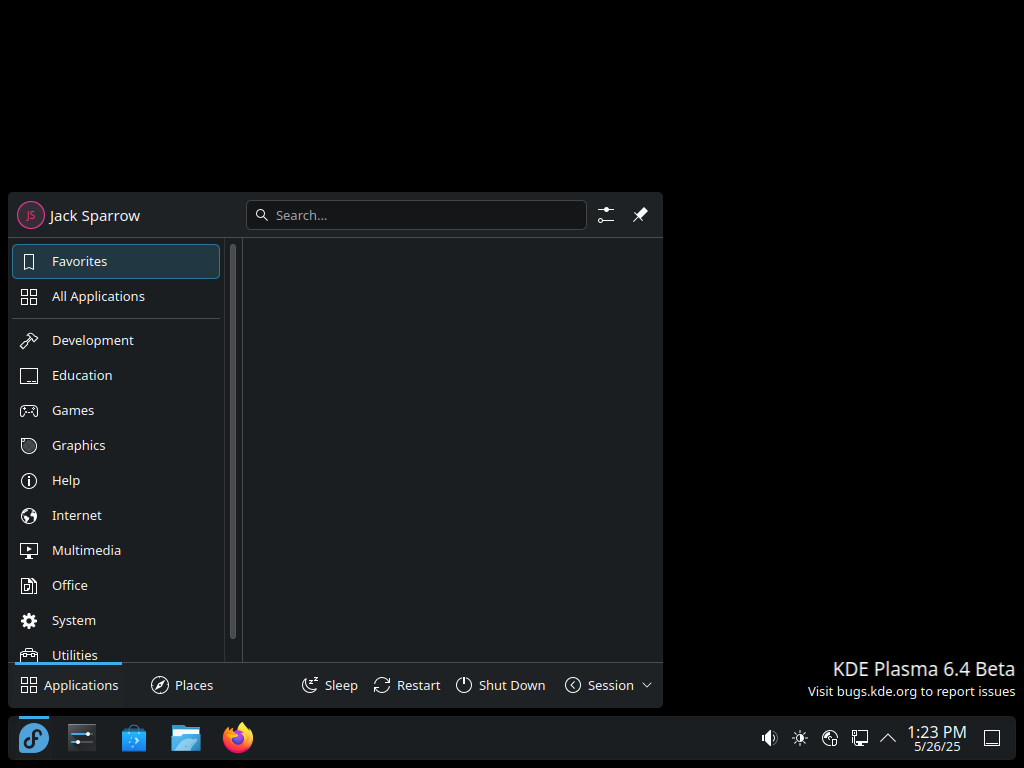 JS Jack Sparrow
Search...
Favorites
All Applications
Development
Education
Games
Graphics
Help
Internet
Multimedia
Office
System
Utilities
Applications Places Sleep Restart Shut Down Session
KDE Plasma 6.4 Beta
Visit bugs.kde.org to report issues
1:23 PM
5/26/25